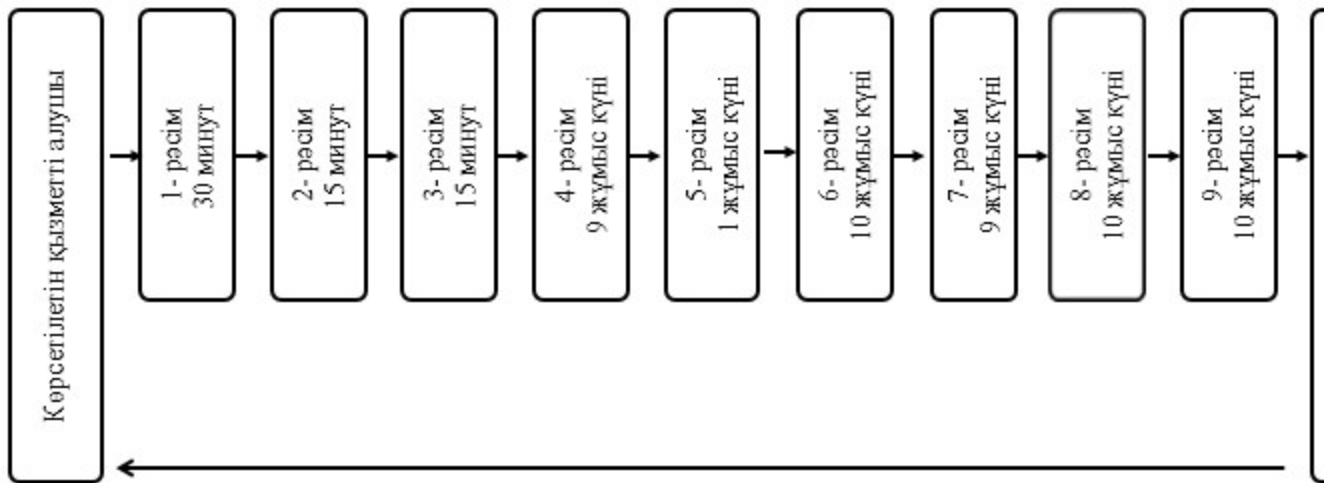 Көрсетілетін қызметті алушы
1- рәсім
30 минут
2- рәсім
15 минут
3- рәсім
15 минут
4- рәсім
9 жұмыс күні
5- рәсім
1 жұмыс күні
6- рәсім
10 жұмыс күні
7- рәсім
9 жұмыс күні
8- рәсім
10 жұмыс күні
9- рәсім
10 жұмыс күні